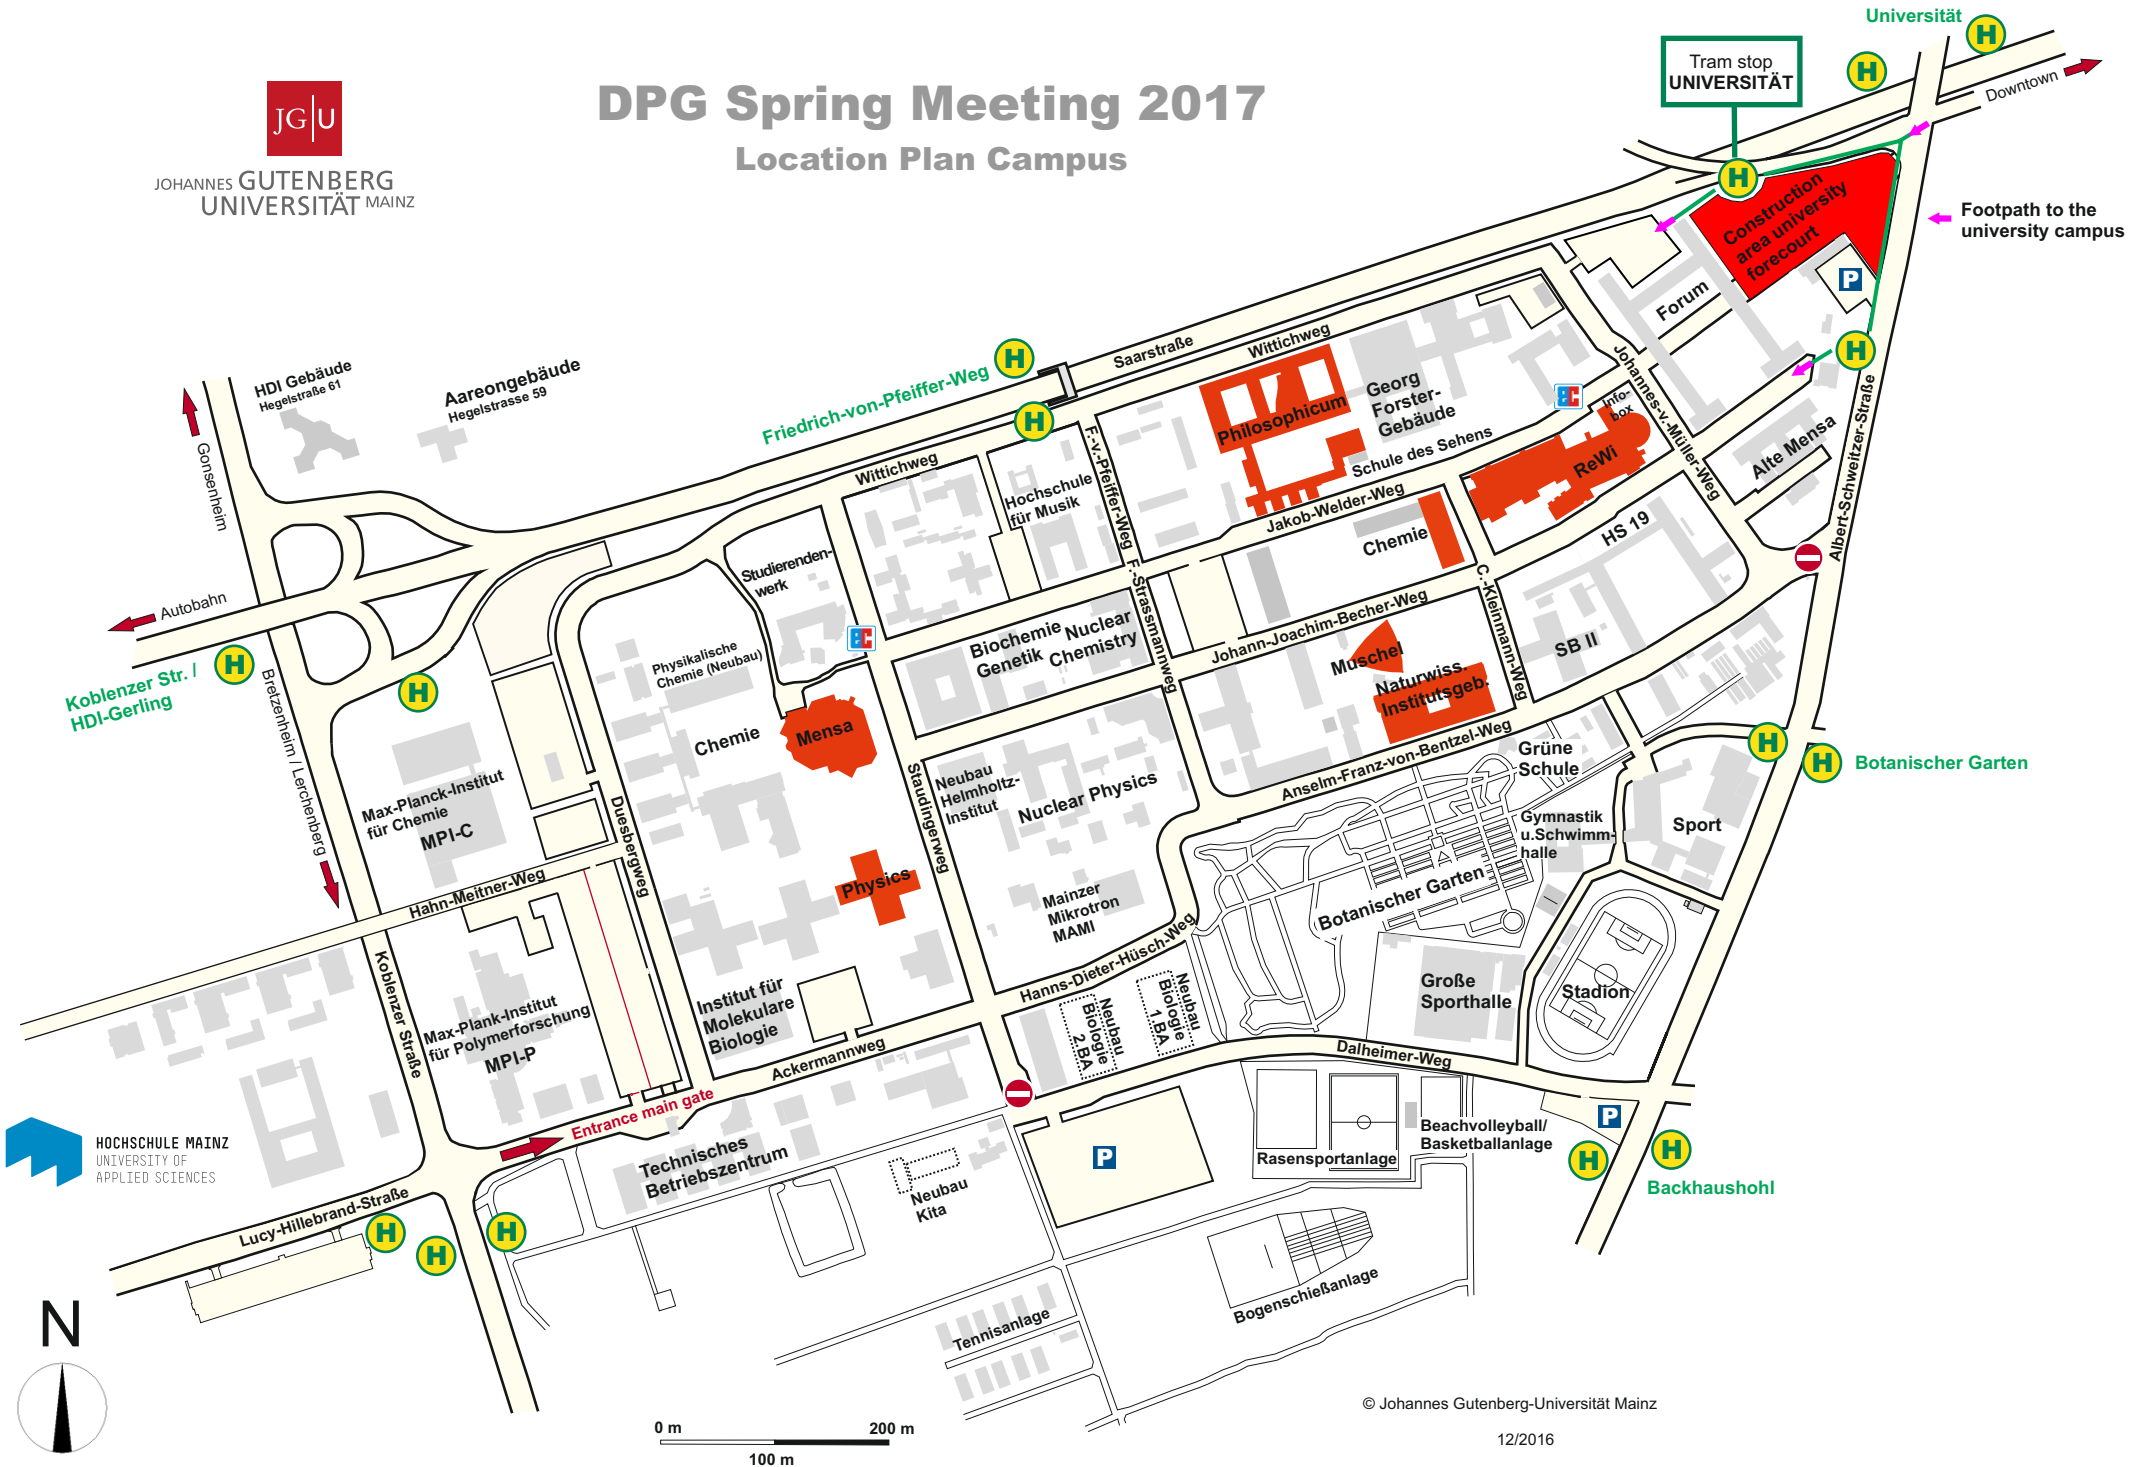 Universität
H
H
Tram stop
UNIVERSITÄT
Downtown
DPG Spring Meeting 2017
Location Plan Campus
JG|U
JOHANNES GUTENBERG
UNIVERSITÄT MAINZ
H
Construction
area university
forecourt
Footpath to the
university campus
P
Forum
H
HDI Gebäude
Hegelstraße 61
Aareongebäude
Hegelstrasse 59
Friedrich-von-Pfeiffer-Weg
H
H
Saarstraße
Wittichweg
Johannes-v.-Müller-Weg
Albert-Schweitzer-Straße
Philosophicum
Georg
Forster-
Gebäude
EC
Info-
box
Schule des Sehens
ReWi
Alte Mensa
Gonsenheim
Wittichweg
F.-v.-Pfeiffer-Weg
Hochschule
für Musik
Jakob-Welder-Weg
Chemie
HS 19
Studierenden-
werk
F.-Strassmannweg
C.-Kleinmann-Weg
Autobahn
EC
Biochemie
Genetik
Nuclear
Chemistry
Johann-Joachim-Becher-Weg
Muschel
Naturwiss.
Institutsgeb.
SB II
Koblenzer Str. /
HDI-Gerling
H
H
Bretzenheim / Lerchenberg
Physikalische
Chemie (Neubau)
Chemie
Mensa
Anselm-Franz-von-Bentzel-Weg
Grüne
Schule
H
H
Botanischer Garten
Max-Planck-Institut
für Chemie
MPI-C
Duesbergweg
Staudingerweg
Neubau
Helmholtz-
Institut
Nuclear Physics
Gymnastik
u.Schwimm-
halle
Sport
Hahn-Meitner-Weg
Physics
Mainzer
Mikrotron
MAMI
Botanischer Garten
Koblenzer Straße
Max-Plank-Institut
für Polymerforschung
MPI-P
Institut für
Molekulare
Biologie
Hanns-Dieter-Hüsch-Weg
Neubau
Biologie
2 BA
Neubau
Biologie
1 BA
Große
Sporthalle
Stadion
Ackermannweg
Dalheimer-Weg
Entrance main gate
HOCHSCHULE MAINZ
UNIVERSITY OF
APPLIED SCIENCES
Technisches
Betriebszentrum
Neubau
Kita
P
Rasensportanlage
Beachvolleyball/
Basketballanlage
P
H
H
Backhaushohl
Lucy-Hillebrand-Straße
H
H
H
Bogenschießanlage
Tennisanlage
N
0 m
200 m
100 m
© Johannes Gutenberg-Universität Mainz
12/2016